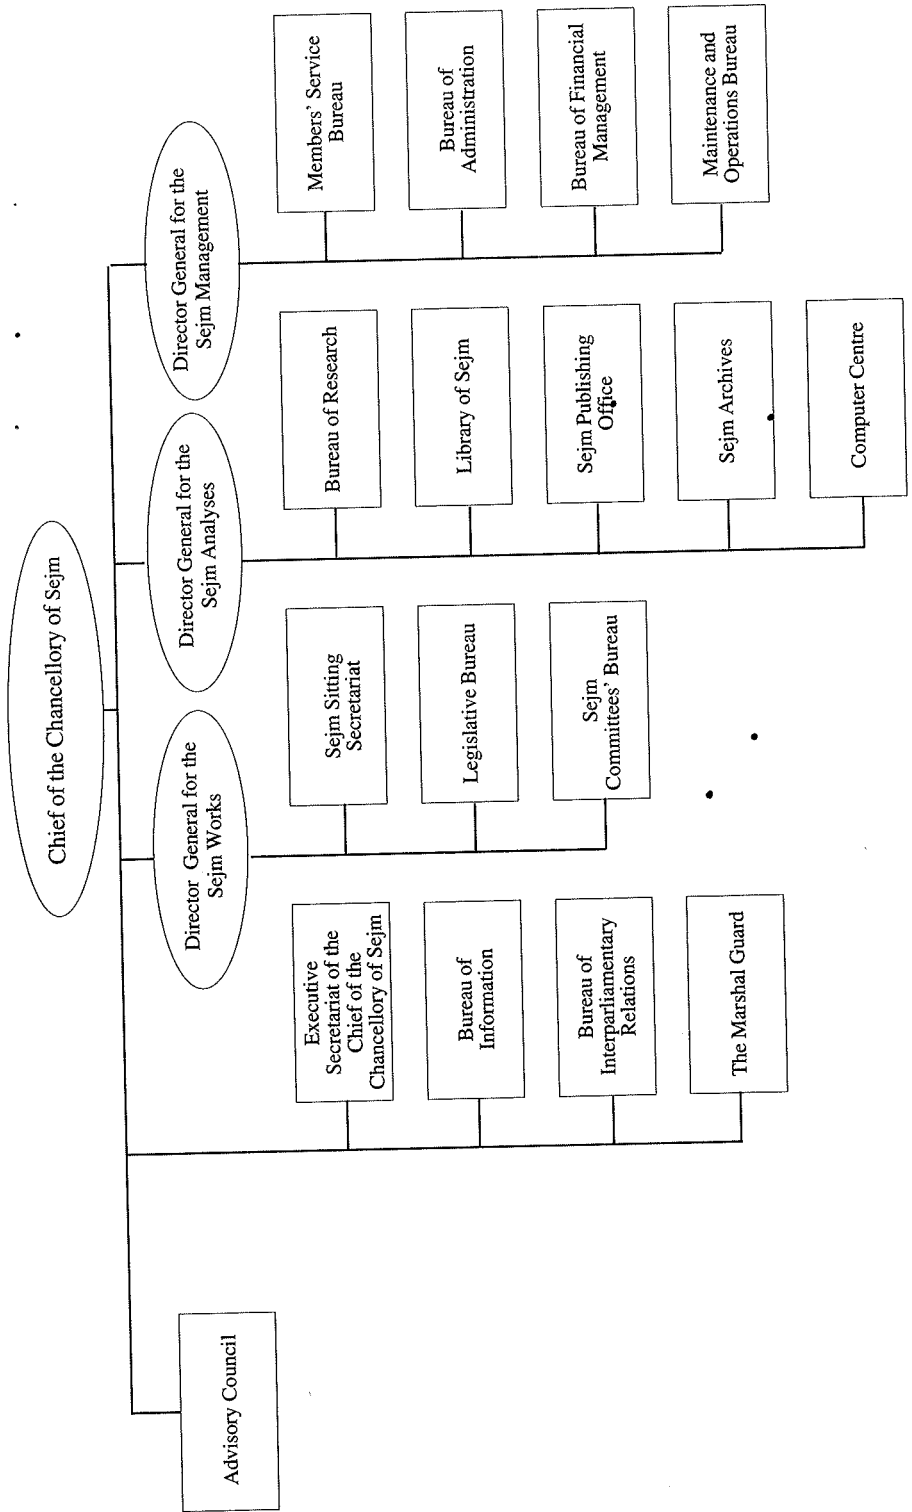 Chief of the Chancellory of Sejm
Advisory Council
Executive
Secretariat of the
Chief of the
Chancellory of Sejm
Bureau of
Information
Bureau of
Interparliamentary
Relations
The Marshal Guard
Director General for the
Sejm Works
Sejm Sitting
Secretariat
Legislative Bureau
Sejm
Committees' Bureau
Director General for the
Sejm Analyses
Bureau of Research
Library of Sejm
Sejm Publishing
Office
Sejm Archives
Computer Centre
Director General for the
Sejm Management
Members' Service
Bureau
Bureau of
Administration
Bureau of Financial
Management
Maintenance and
Operations Bureau